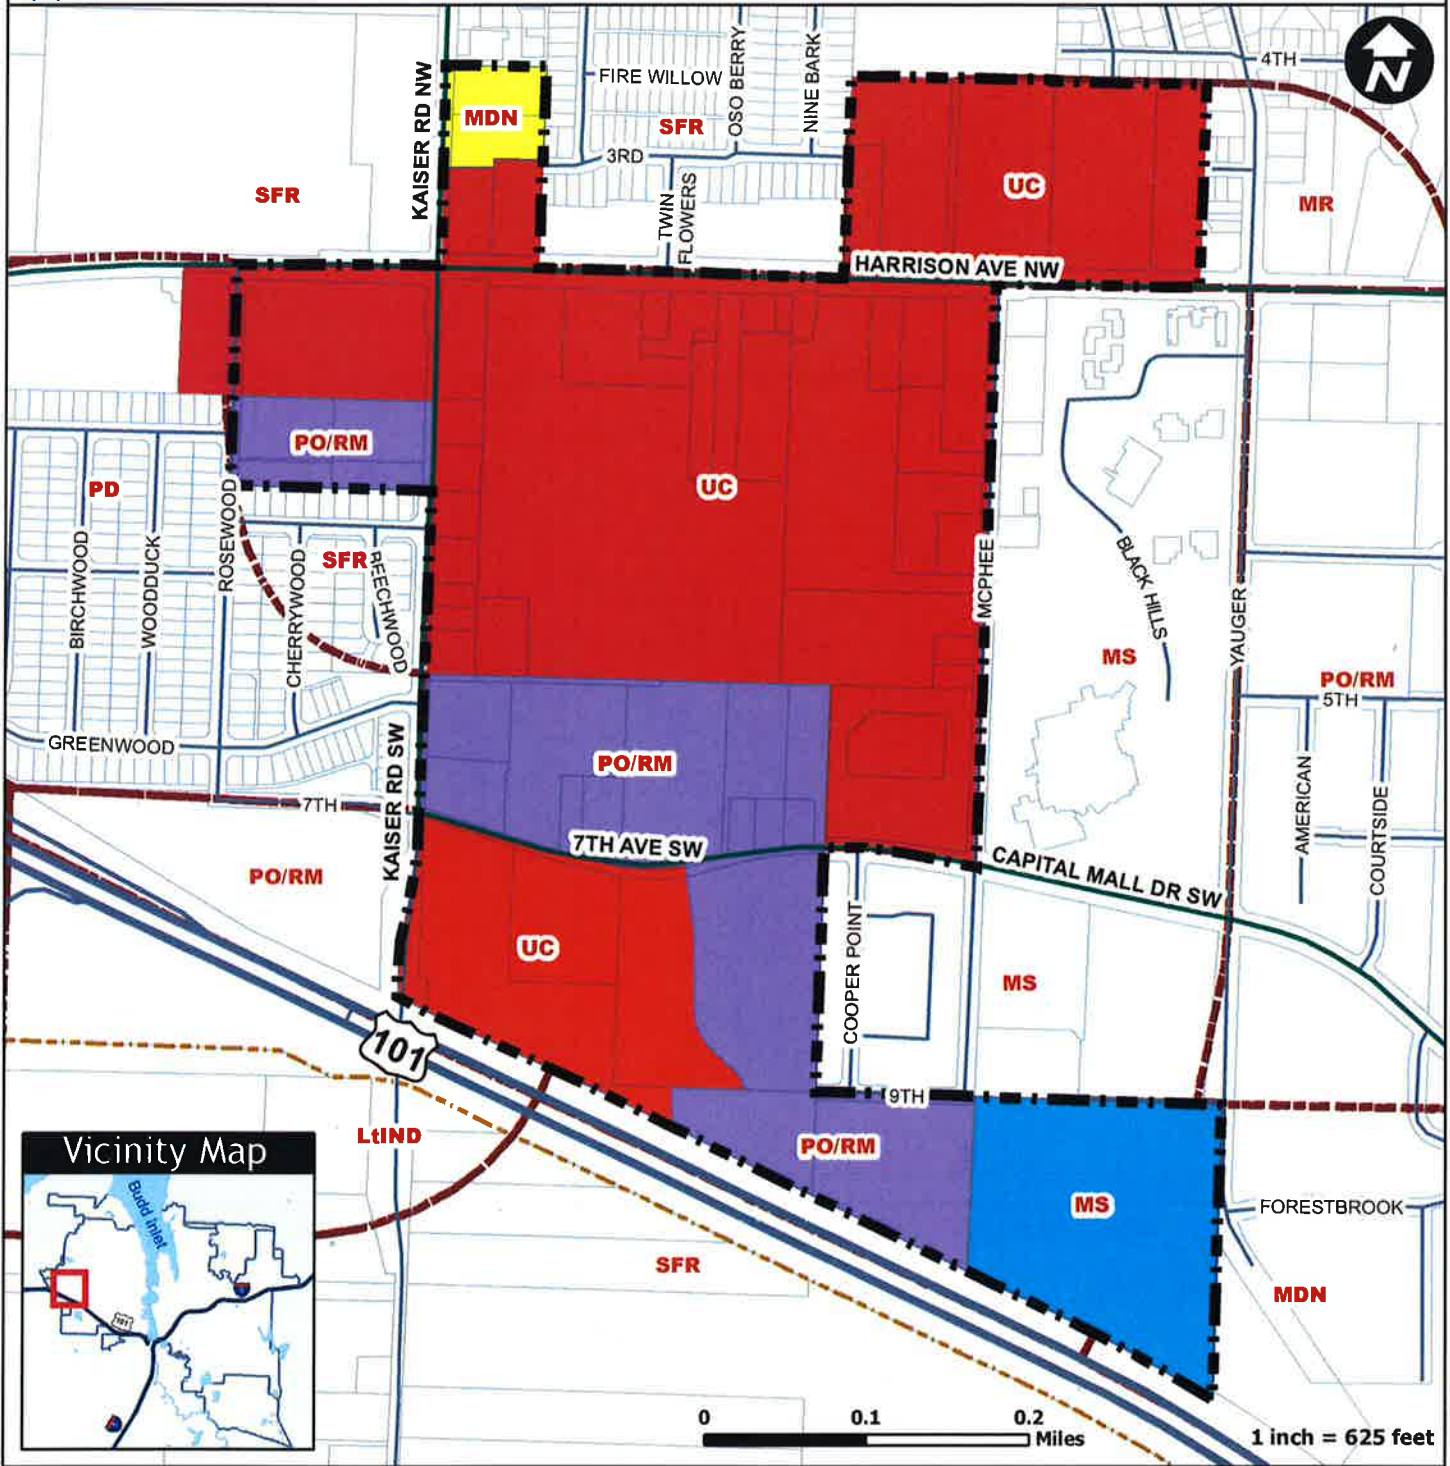 4TH
N
KAISER RD NW
MDN
FIRE WILLOW
OSO BERRY
NINE BARK
SFR
3RD
SFR
TWIN
FLOWERS
UC
MR
HARRISON AVE NW
PO/RM
PD
UC
ROSEWOOD
BIRCHWOOD
WOODDUCK
CHERRYWOOD
SFR
BEECHWOOD
MCPHEE
BLACK HILLS
YAUGER
MS
PO/RM
5TH
GREENWOOD
KAISER RD SW
PO/RM
7TH
7TH AVE SW
AMERICAN
COURTSIDE
CAPITAL MALL DR SW
PO/RM
UC
COOPER POINT
MS
101
9TH
LtIND
PO/RM
MS
FORESTBROOK
SFR
MDN
Vicinity Map
Budd Inlet
101
0 0.1 0.2
Miles
1 inch = 625 feet